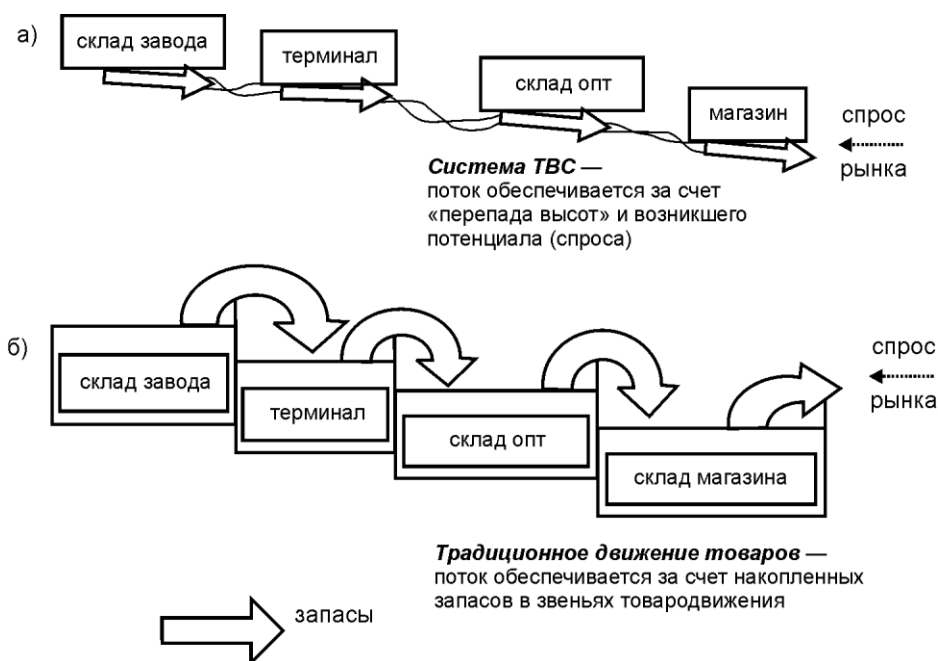 а)
склад завода
терминал
склад опт
магазин
спрос
рынка
Система ТВС —
поток обеспечивается за счет
«перепада высот» и возникшего
потенциала (спроса)
б)
склад завода
терминал
склад опт
склад магазина
спрос
рынка
Традиционное движение товаров —
поток обеспечивается за счет накопленных
запасов в звеньях товародвижения
запасы